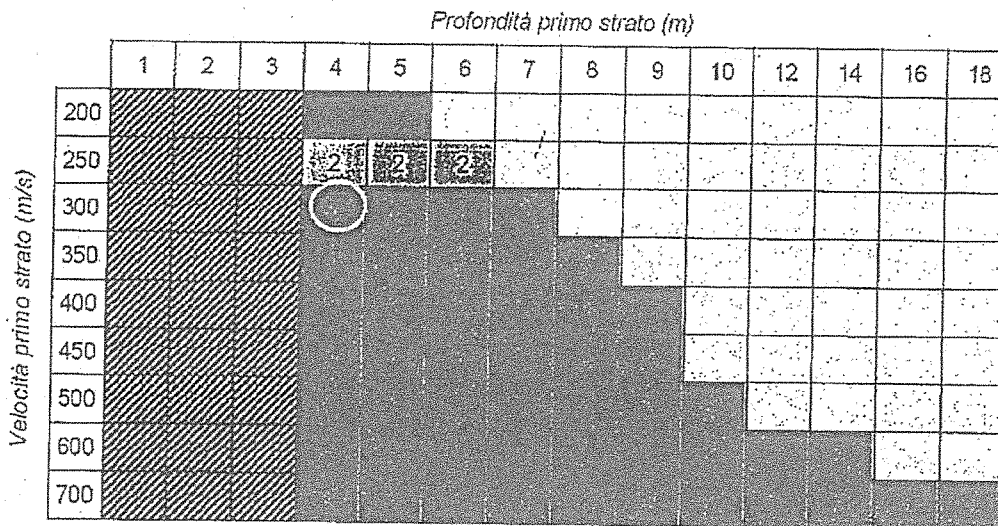 Profondità primo strato (m)
1 2 3 4 5 6 7 8 9 10 12 14 16 18
Velocità primo strato (m/s)
200
250 2 2 2
300
350
400
450
500
600
700